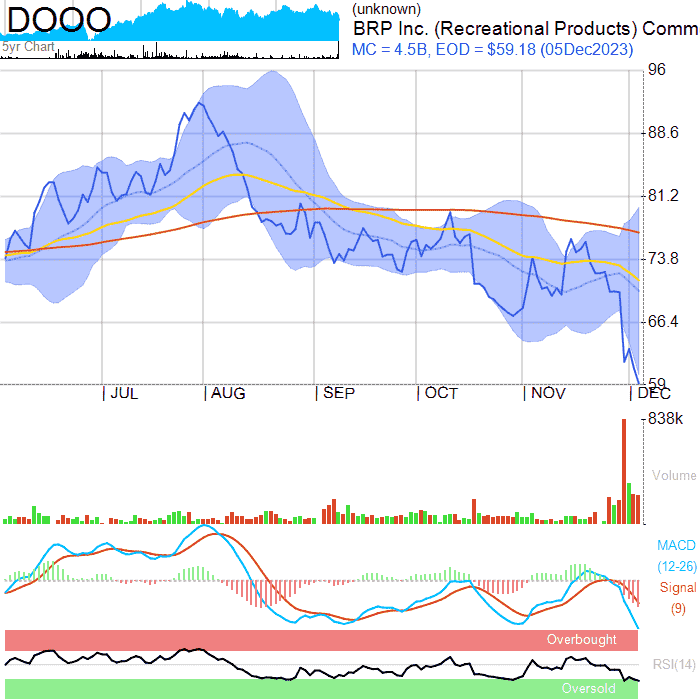 DOOO
(unknown)
BRP Inc. (Recreational Products) Comm
5yr Chart
MC = 4.5B, EOD = $59.18 (05Dec2023)
96
88.6
81.2
73.8
66.4
59
| JUL | AUG | SEP | OCT | NOV | DEC
838k
Volume
MACD
(12-26)
Signal
(9)
Overbought
RSI(14)
Oversold